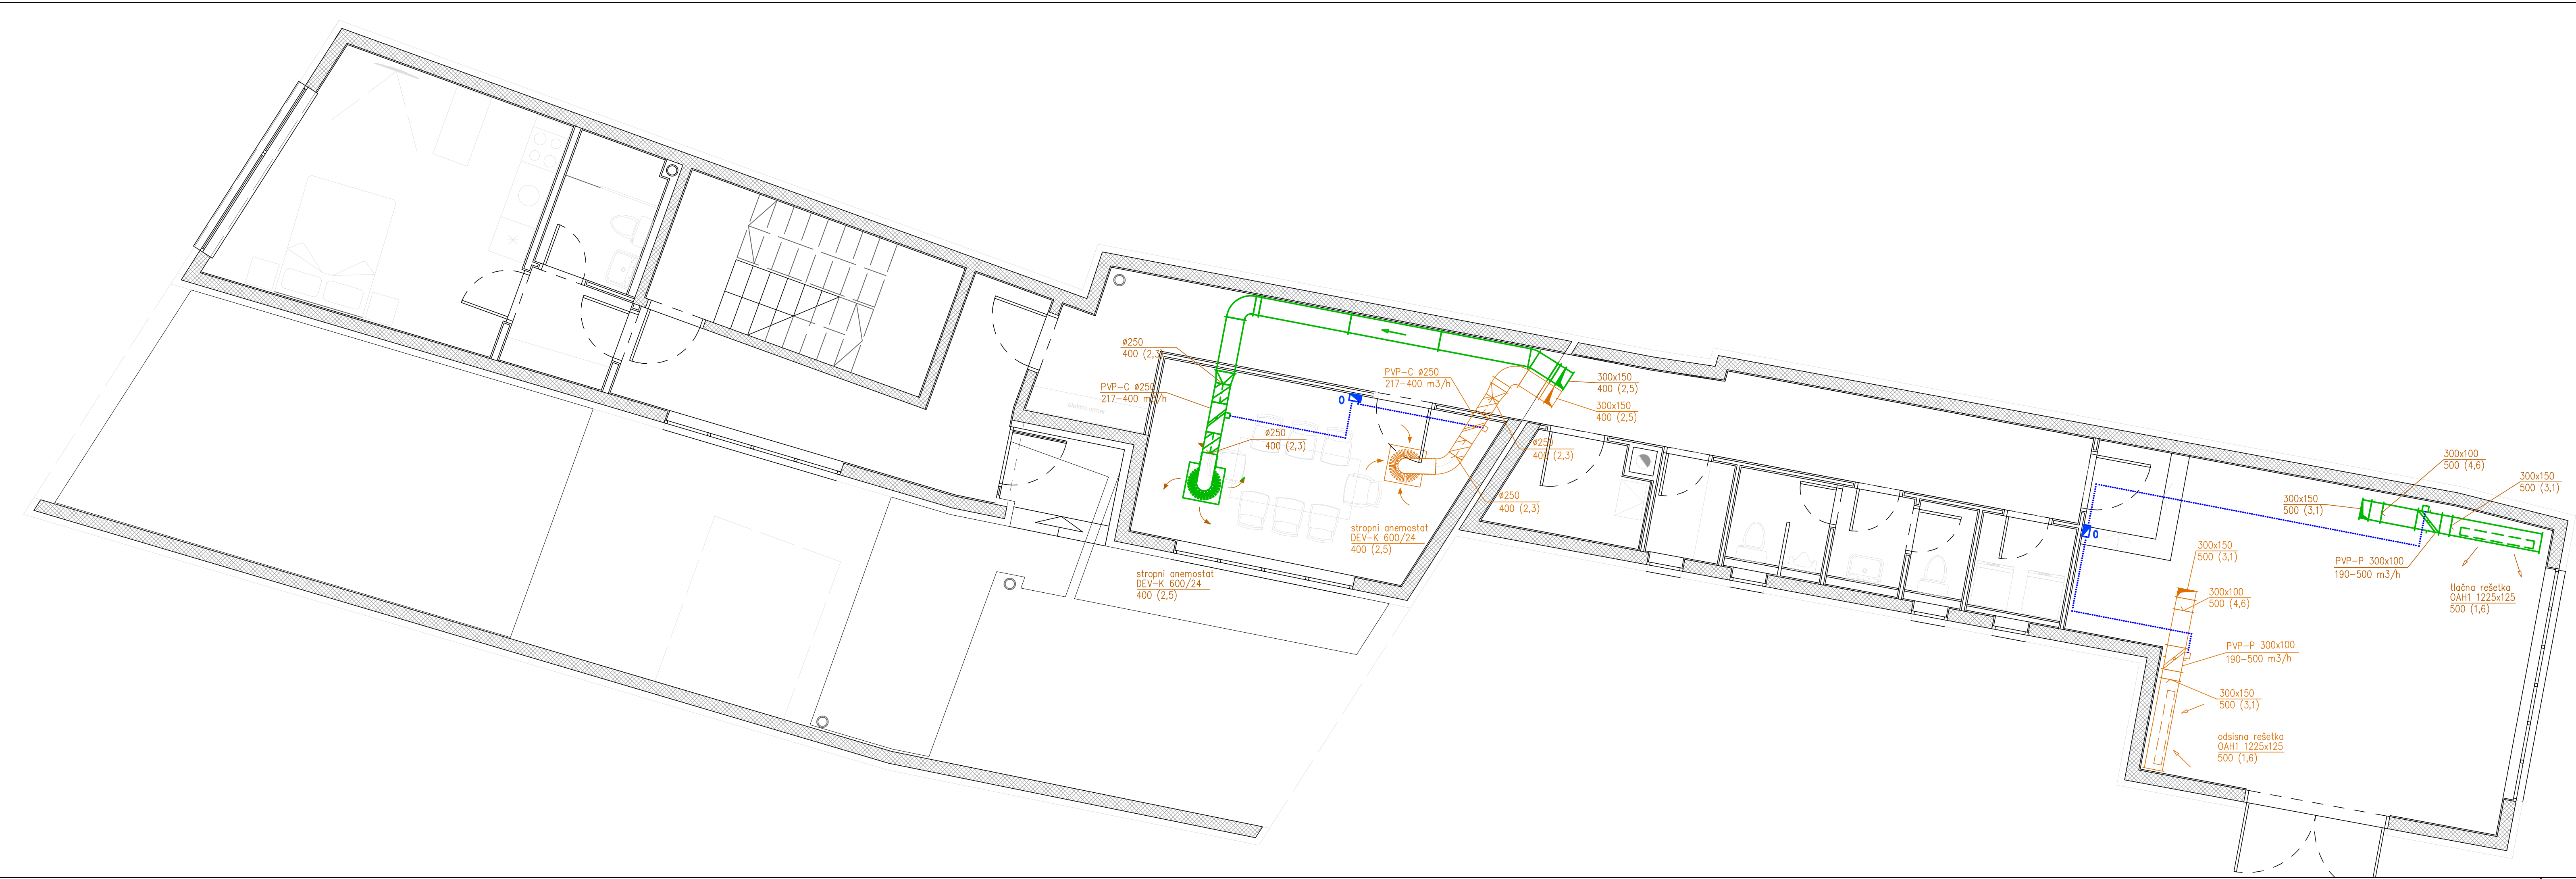 ø250
400 (2,3)
PVP-C ø250
217-400 m3/h
ø250
400 (2,3)
stropni anemostat
DEV-K 600/24
400 (2,5)
O
PVP-C ø250
217-400 m3/h
300x150
400 (2,5)
300x150
400 (2,5)
ø250
400 (2,3)
ø250
400 (2,3)
stropni anemostat
DEV-K 600/24
400 (2,5)
O
300x150
500 (3,1)
300x100
500 (4,6)
PVP-P 300x100
190-500 m3/h
300x150
500 (3,1)
odsisna rešetka
OAH1 1225x125
500 (1,6)
300x100
500 (4,6)
300x150
500 (3,1)
300x150
500 (3,1)
PVP-P 300x100
190-500 m3/h
tlačna rešetka
OAH1 1225x125
500 (1,6)